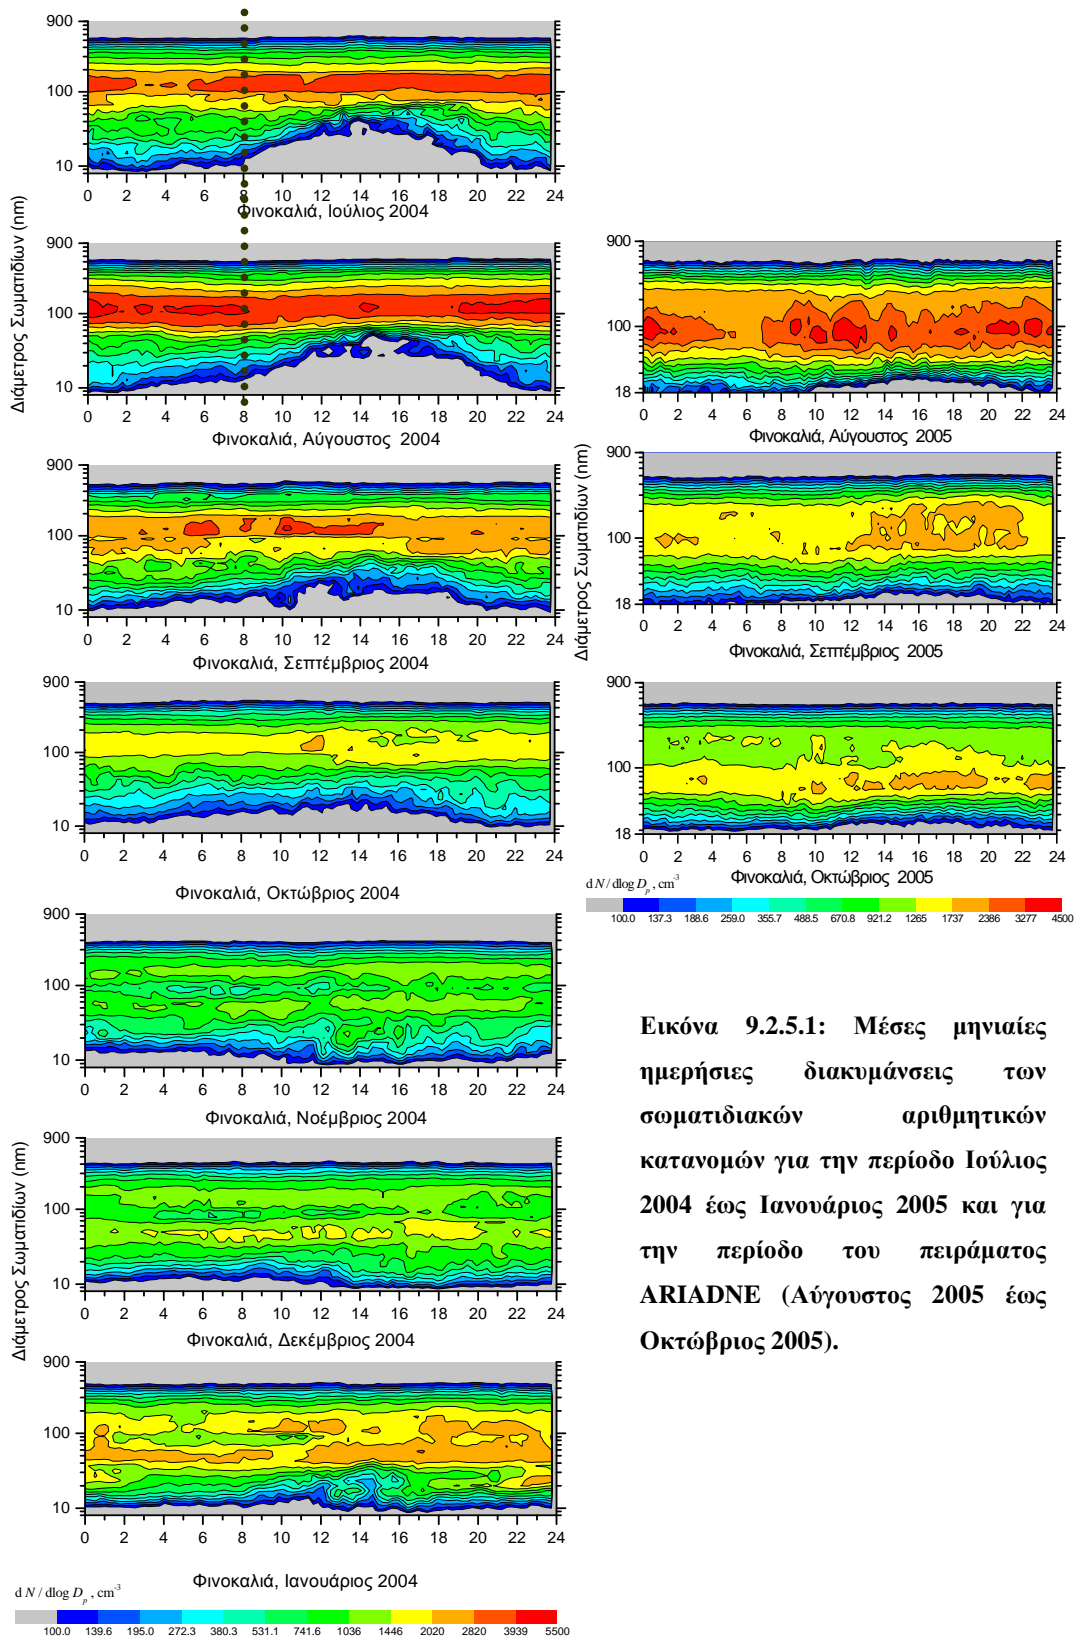 900
100
10
0 2 4 6 8 10 12 14 16 18 20 22 24
Φινοκαλιά, Ιούλιος 2004
Διάμετρος Σωματιδίων (nm)
900
100
10
0 2 4 6 8 10 12 14 16 18 20 22 24
Φινοκαλιά, Αύγουστος 2004
900
100
18
0 2 4 6 8 10 12 14 16 18 20 22 24
Φινοκαλιά, Αύγουστος 2005
900
100
10
0 2 4 6 8 10 12 14 16 18 20 22 24
Φινοκαλιά, Σεπτέμβριος 2004
Διάμετρος Σωματιδίων (nm)
900
100
18
0 2 4 6 8 10 12 14 16 18 20 22 24
Φινοκαλιά, Σεπτέμβριος 2005
900
100
10
0 2 4 6 8 10 12 14 16 18 20 22 24
Φινοκαλιά, Οκτώβριος 2004
900
100
18
0 2 4 6 8 10 12 14 16 18 20 22 24
Φινοκαλιά, Οκτώβριος 2005
d N / dlog D_p , cm^-3
100.0 137.3 188.6 259.0 355.7 488.5 670.8 921.2 1265 1737 2386 3277 4500
900
100
10
0 2 4 6 8 10 12 14 16 18 20 22 24
Φινοκαλιά, Νοέμβριος 2004
Διάμετρος Σωματιδίων (nm)
900
100
10
0 2 4 6 8 10 12 14 16 18 20 22 24
Φινοκαλιά, Δεκέμβριος 2004
900
100
10
0 2 4 6 8 10 12 14 16 18 20 22 24
Φινοκαλιά, Ιανουάριος 2004
d N / dlog D_p , cm^-3
100.0 139.6 195.0 272.3 380.3 531.1 741.6 1036 1446 2020 2820 3939 5500
Εικόνα 9.2.5.1: Μέσες μηνιαίες
ημερήσιες διακυμάνσεις των
σωματιδιακών αριθμητικών
κατανομών για την περίοδο Ιούλιος
2004 έως Ιανουάριος 2005 και για
την περίοδο του πειράματος
ARIADNE (Αύγουστος 2005 έως
Οκτώβριος 2005).